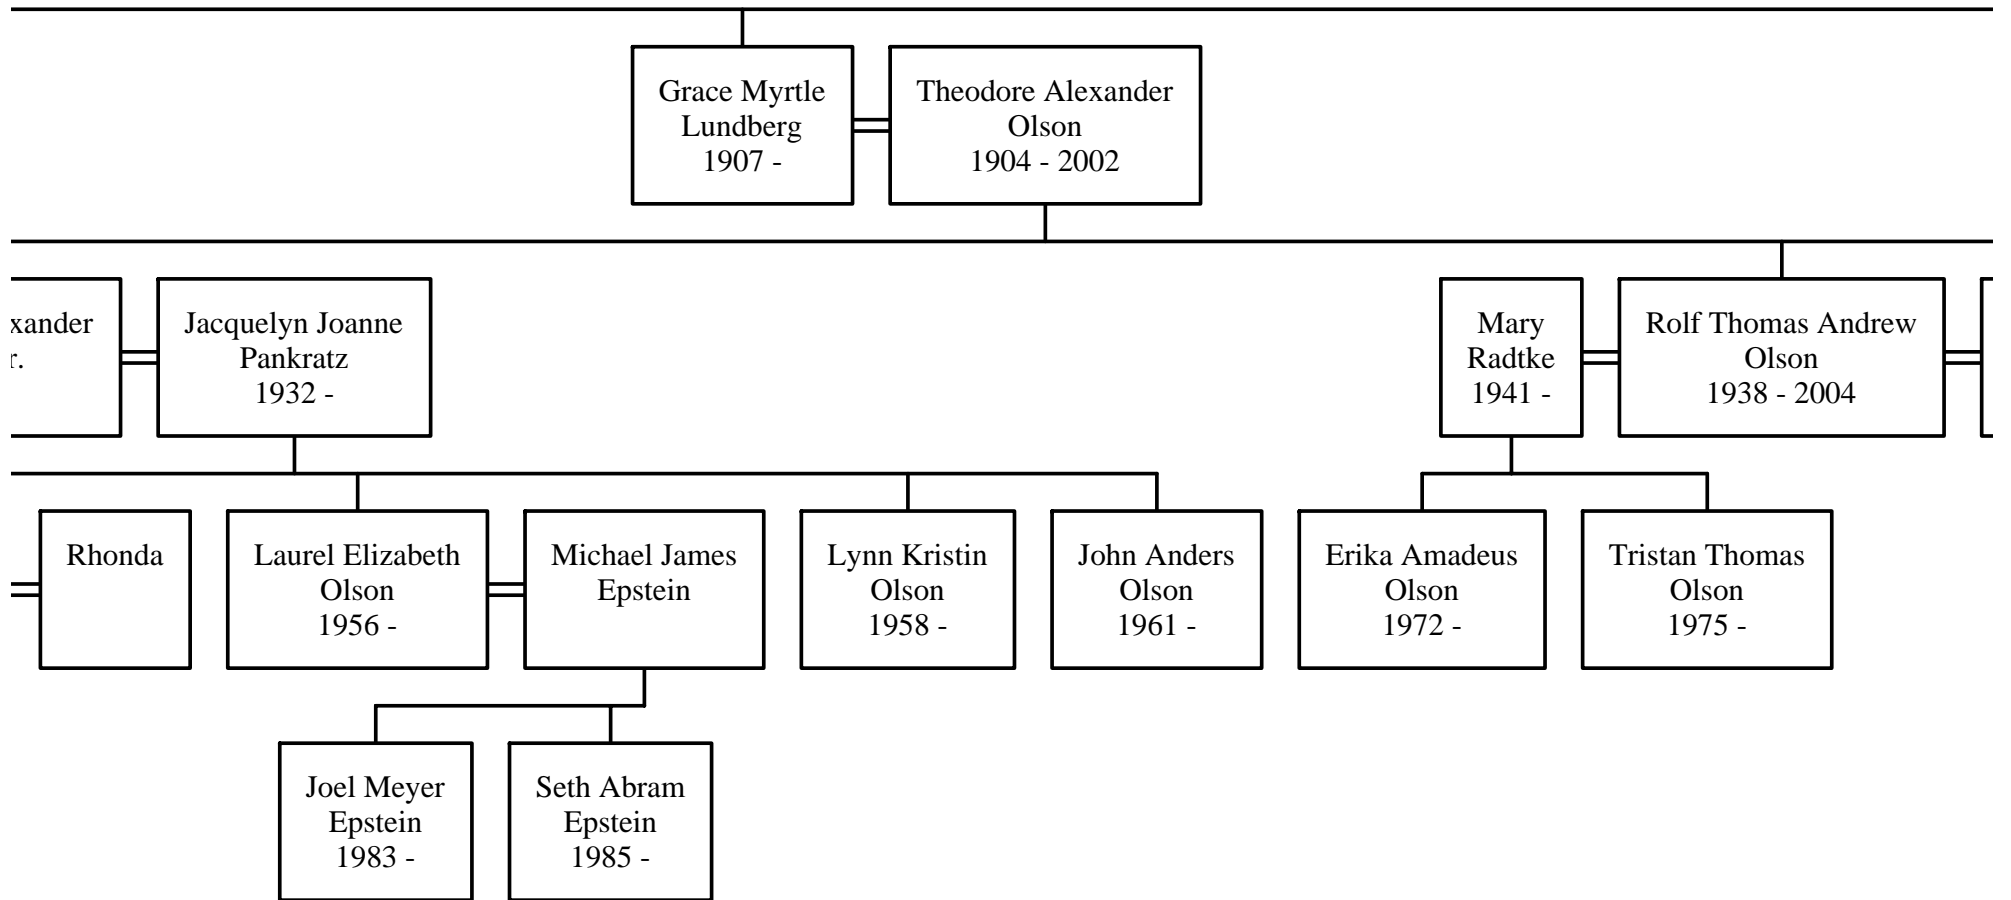 Grace Myrtle
Lundberg
1907 -
Theodore Alexander
Olson
1904 - 2002
xander
r.
Jacquelyn Joanne
Pankratz
1932 -
Mary
Radtke
1941 -
Rolf Thomas Andrew
Olson
1938 - 2004
Rhonda
Laurel Elizabeth
Olson
1956 -
Michael James
Epstein
Lynn Kristin
Olson
1958 -
John Anders
Olson
1961 -
Erika Amadeus
Olson
1972 -
Tristan Thomas
Olson
1975 -
Joel Meyer
Epstein
1983 -
Seth Abram
Epstein
1985 -